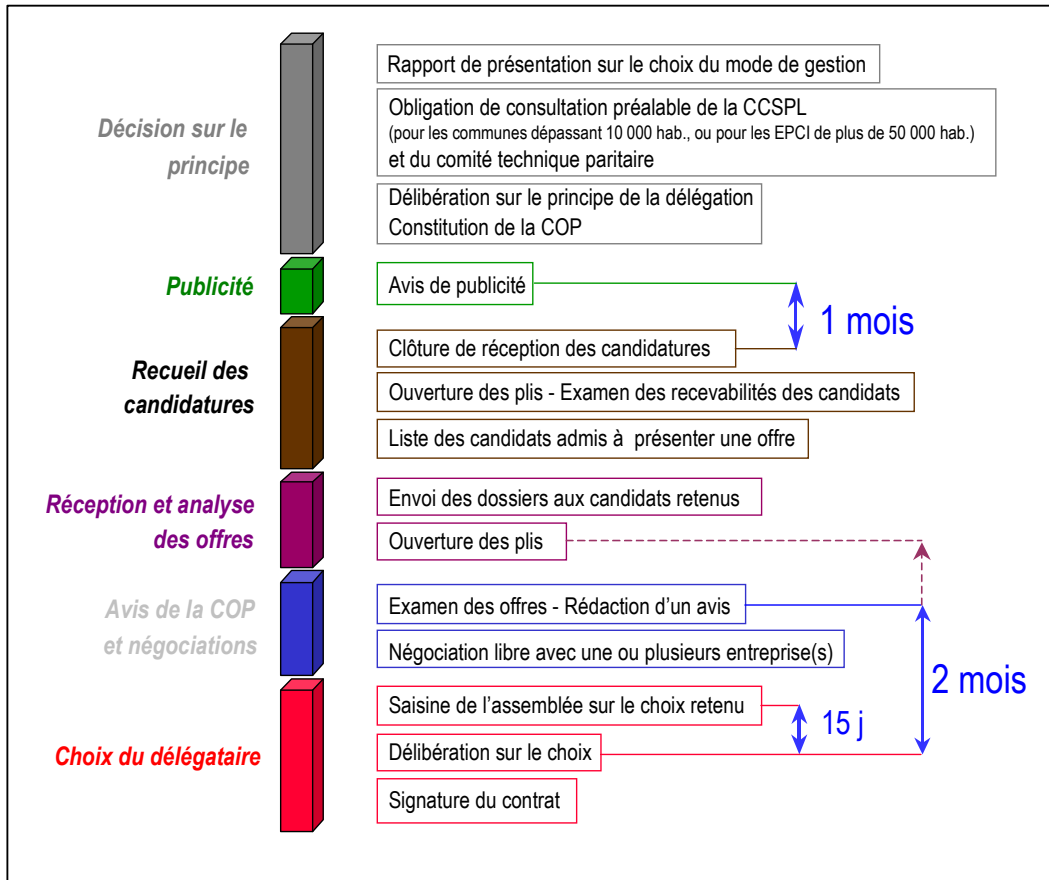 Décision sur le
principe
Rapport de présentation sur le choix du mode de gestion
Obligation de consultation préalable de la CCSPL
(pour les communes dépassant 10 000 hab., ou pour les EPCI de plus de 50 000 hab.)
et du comité technique paritaire
Délibération sur le principe de la délégation
Constitution de la COP
Publicité
Avis de publicité
1 mois
Recueil des
candidatures
Clôture de réception des candidatures
Ouverture des plis - Examen des recevabilités des candidats
Liste des candidats admis à présenter une offre
Réception et analyse
des offres
Envoi des dossiers aux candidats retenus
Ouverture des plis
Avis de la COP
et négociations
Examen des offres - Rédaction d’un avis
Négociation libre avec une ou plusieurs entreprise(s)
2 mois
Choix du délégataire
Saisine de l’assemblée sur le choix retenu
15 j
Délibération sur le choix
Signature du contrat